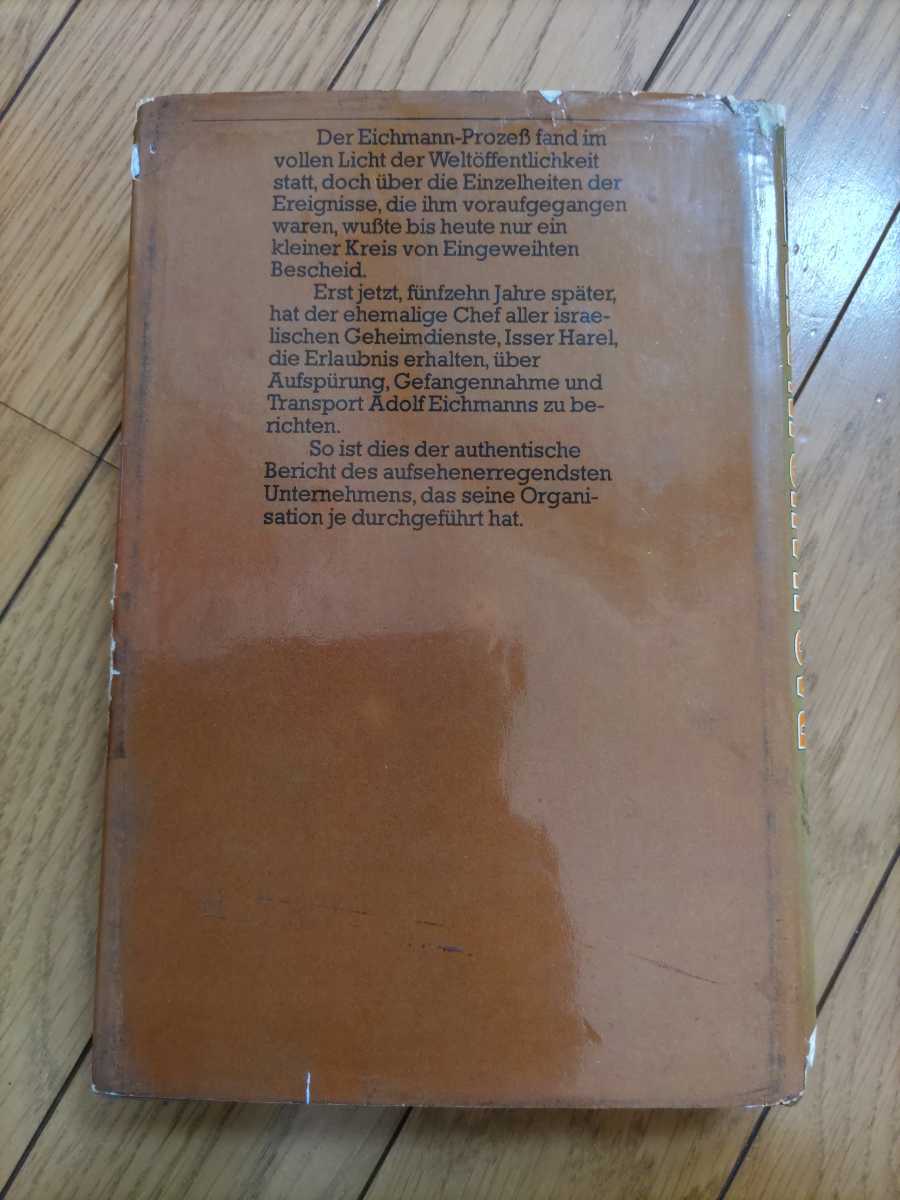 Der Eichmann-Prozeß fand im
vollen Licht der Weltöffentlichkeit
statt, doch über die Einzelheiten der
Ereignisse, die ihm voraufgegangen
waren, wußte bis heute nur ein
kleiner Kreis von Eingeweihten
Bescheid.
Erst jetzt, fünfzehn Jahre später,
hat der ehemalige Chef aller israe-
lischen Geheimdienste, Isser Harel,
die Erlaubnis erhalten, über
Aufspürung, Gefangennahme und
Transport Adolf Eichmanns zu be-
richten.
So ist dies der authentische
Bericht des aufsehenerregendsten
Unternehmens, das seine Organi-
sation je durchgeführt hat.